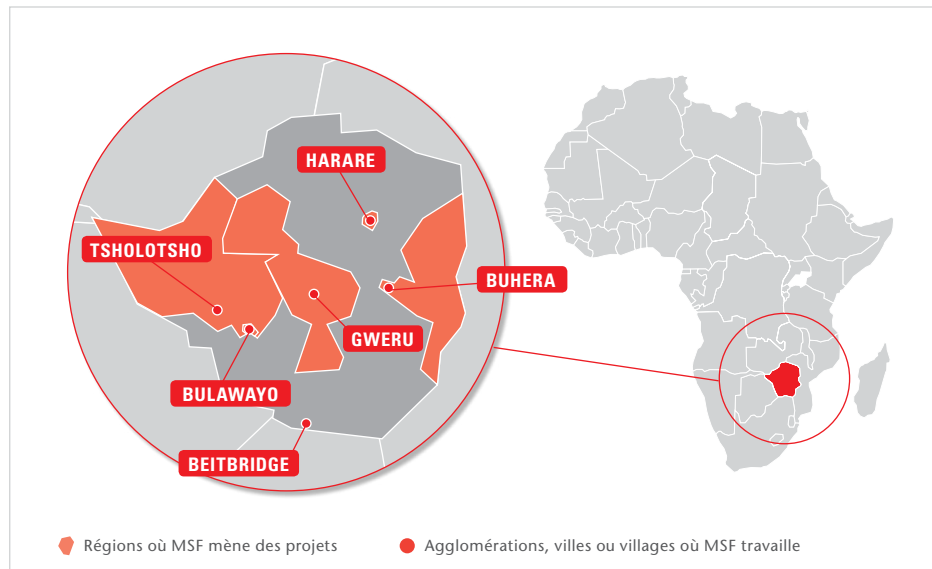 HARARE
TSHOLOTSHO
BUHERA
GWERU
BULAWAYO
BEITBRIDGE
Régions où MSF mène des projets
Agglomérations, villes ou villages où MSF travaille